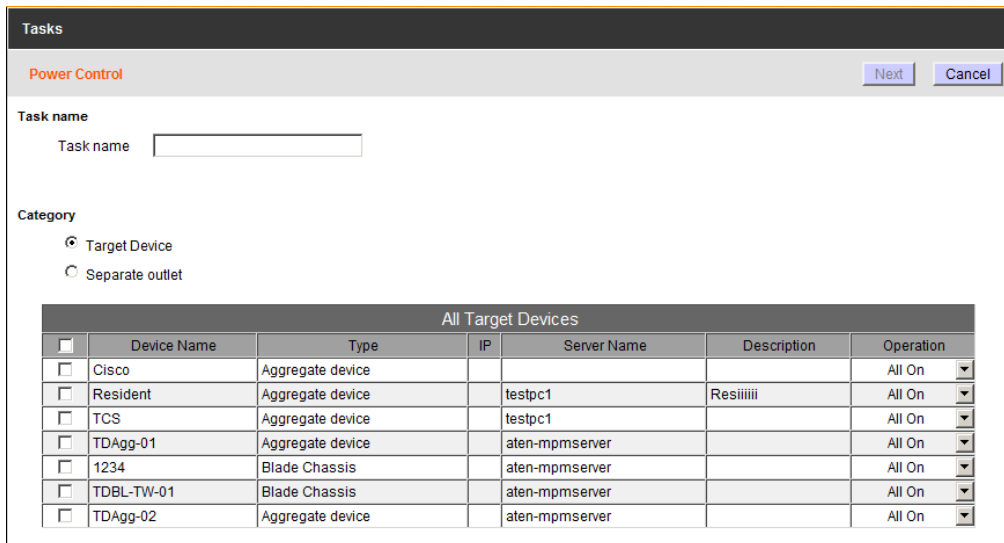 Tasks
Power Control Next Cancel
Task name
Task name
Category
Target Device
Separate outlet
All Target Devices
Device Name Type IP Server Name Description Operation
Cisco Aggregate device All On
Resident Aggregate device testpc1 Resiiiiii All On
TCS Aggregate device testpc1 All On
TDAgg-01 Aggregate device aten-mpmserver All On
1234 Blade Chassis aten-mpmserver All On
TDBL-TW-01 Blade Chassis aten-mpmserver All On
TDAgg-02 Aggregate device aten-mpmserver All On